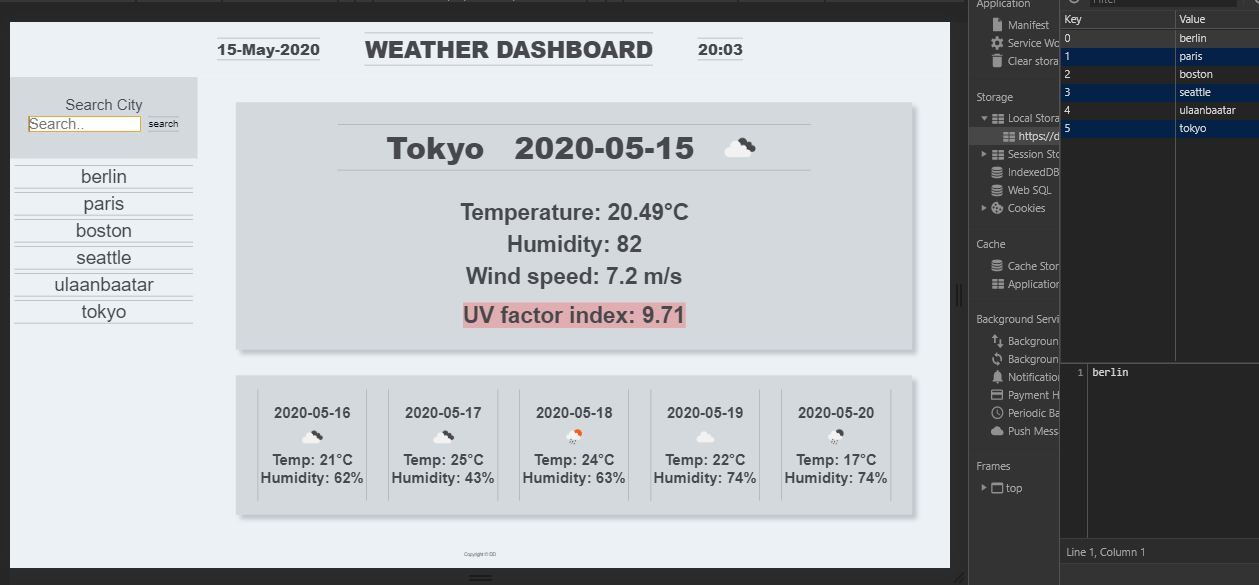 15-May-2020
WEATHER DASHBOARD
20:03
Search City
Search..
search
berlin
paris
boston
seattle
ulaanbaatar
tokyo
Tokyo 2020-05-15
Temperature: 20.49°C
Humidity: 82
Wind speed: 7.2 m/s
UV factor index: 9.71
2020-05-16
Temp: 21°C
Humidity: 62%
2020-05-17
Temp: 25°C
Humidity: 43%
2020-05-18
Temp: 24°C
Humidity: 63%
2020-05-19
Temp: 22°C
Humidity: 74%
2020-05-20
Temp: 17°C
Humidity: 74%
Copyright © DD
Application
Manifest
Service Wo
Clear stora
Storage
Local Stora
https://d
Session Sto
IndexedDB
Web SQL
Cookies
Cache
Cache Stor
Application
Background Servi
Backgroun
Backgroun
Notification
Payment H
Periodic Ba
Push Mess
Frames
top
Filter
Key Value
0 berlin
1 paris
2 boston
3 seattle
4 ulaanbaatar
5 tokyo
1 berlin
Line 1, Column 1